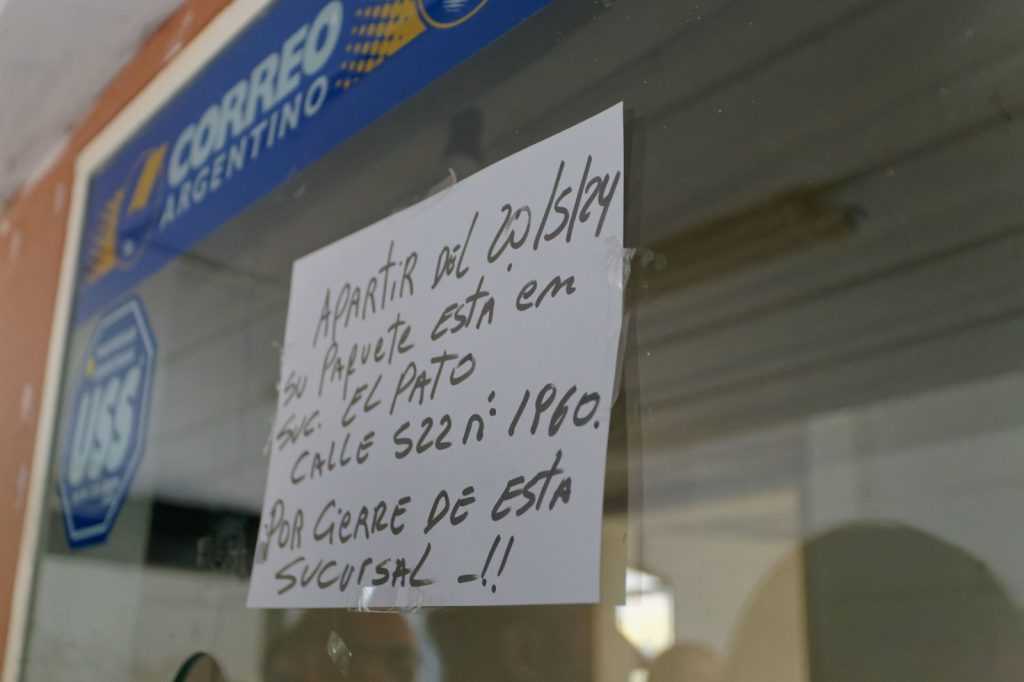 CORREO
ARGENTINO
USS
APARTIR DEL 20/5/24
SU PAQUETE ESTA EN
SUC. EL PATO
CALLE 522 nº 1960.
¡POR CIERRE DE ESTA
SUCURSAL -!!